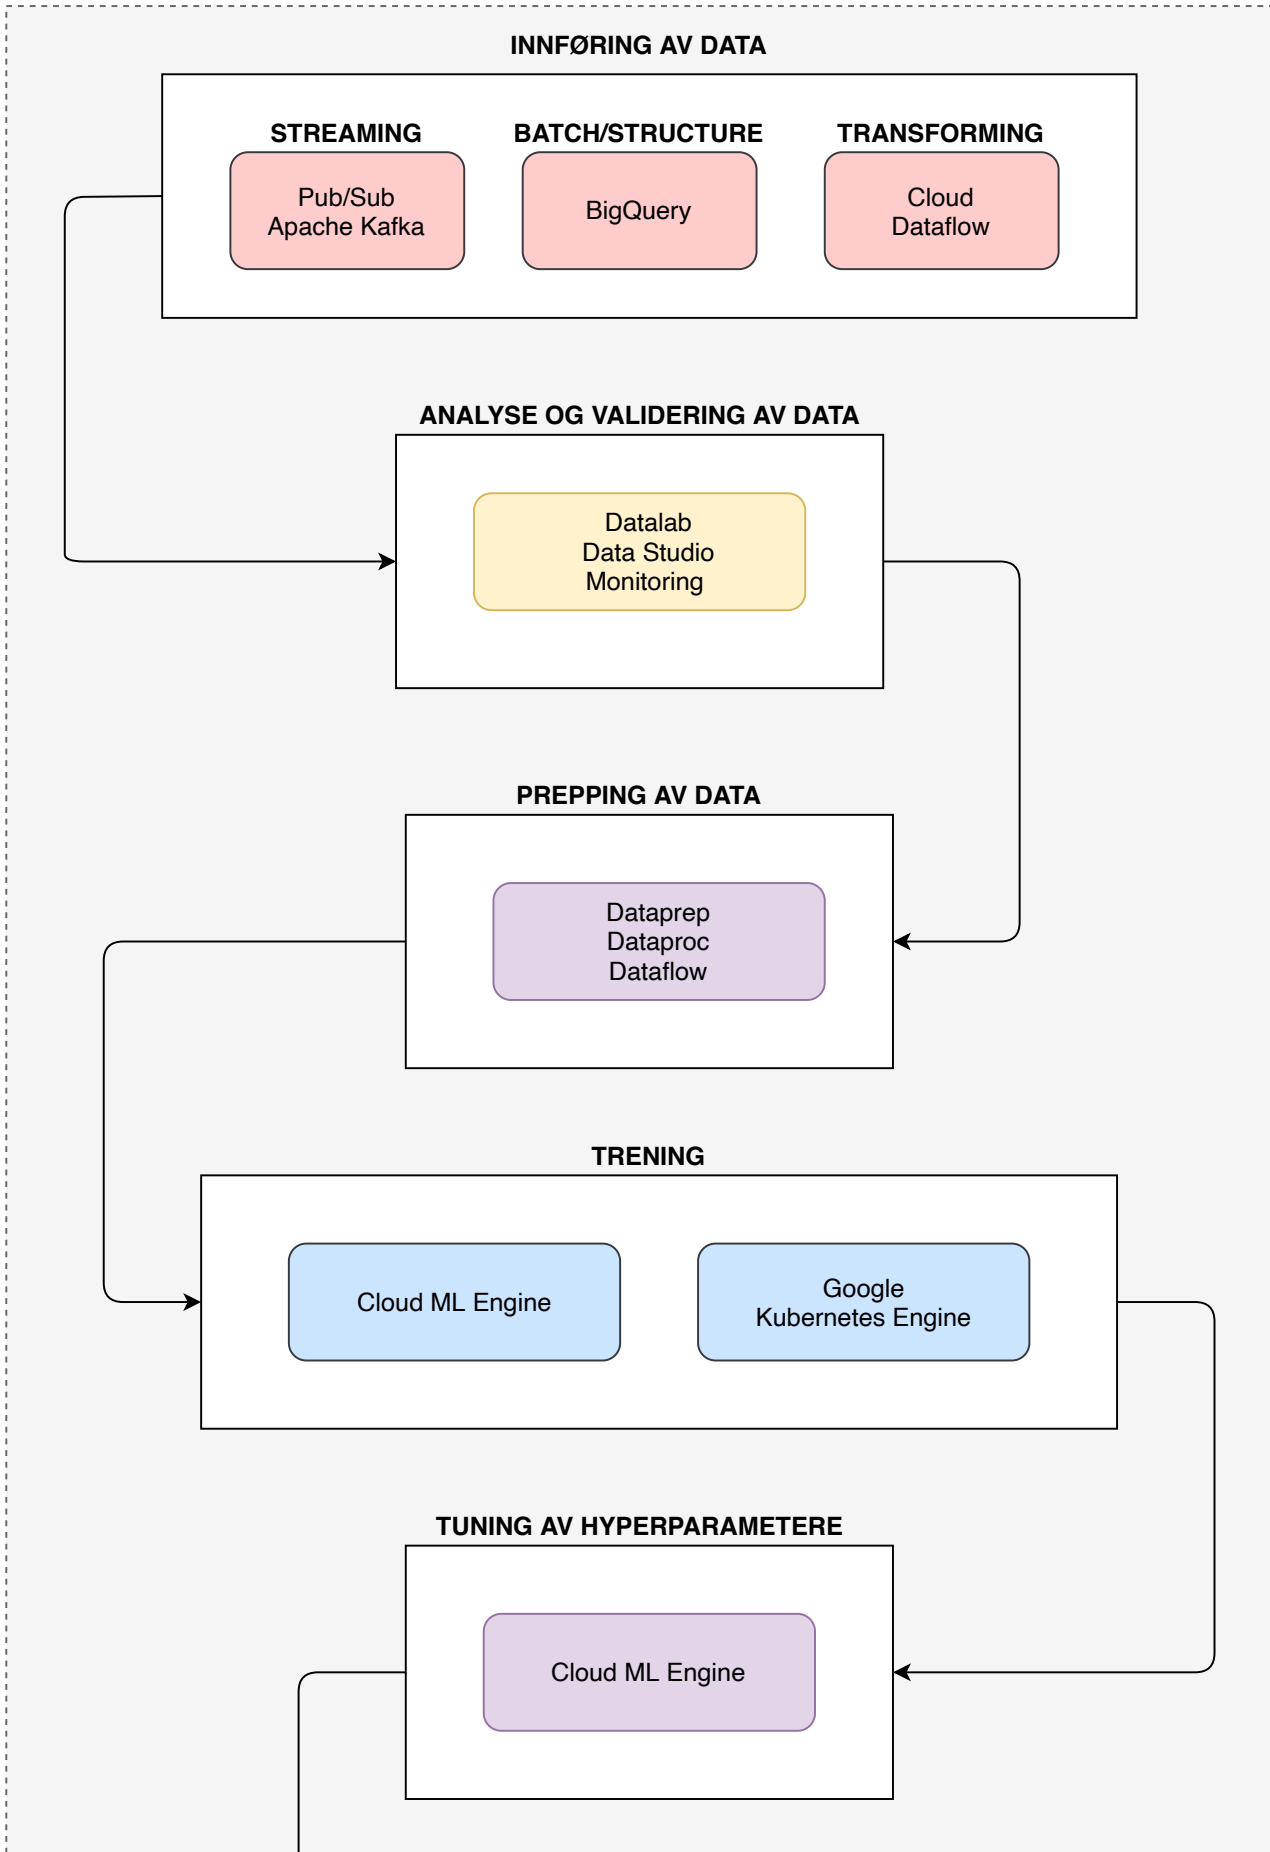 INNFØRING AV DATA
STREAMING
BATCH/STRUCTURE
TRANSFORMING
Pub/Sub
Apache Kafka
BigQuery
Cloud
Dataflow
ANALYSE OG VALIDERING AV DATA
Datalab
Data Studio
Monitoring
PREPPING AV DATA
Dataprep
Dataproc
Dataflow
TRENING
Cloud ML Engine
Google
Kubernetes Engine
TUNING AV HYPERPARAMETERE
Cloud ML Engine